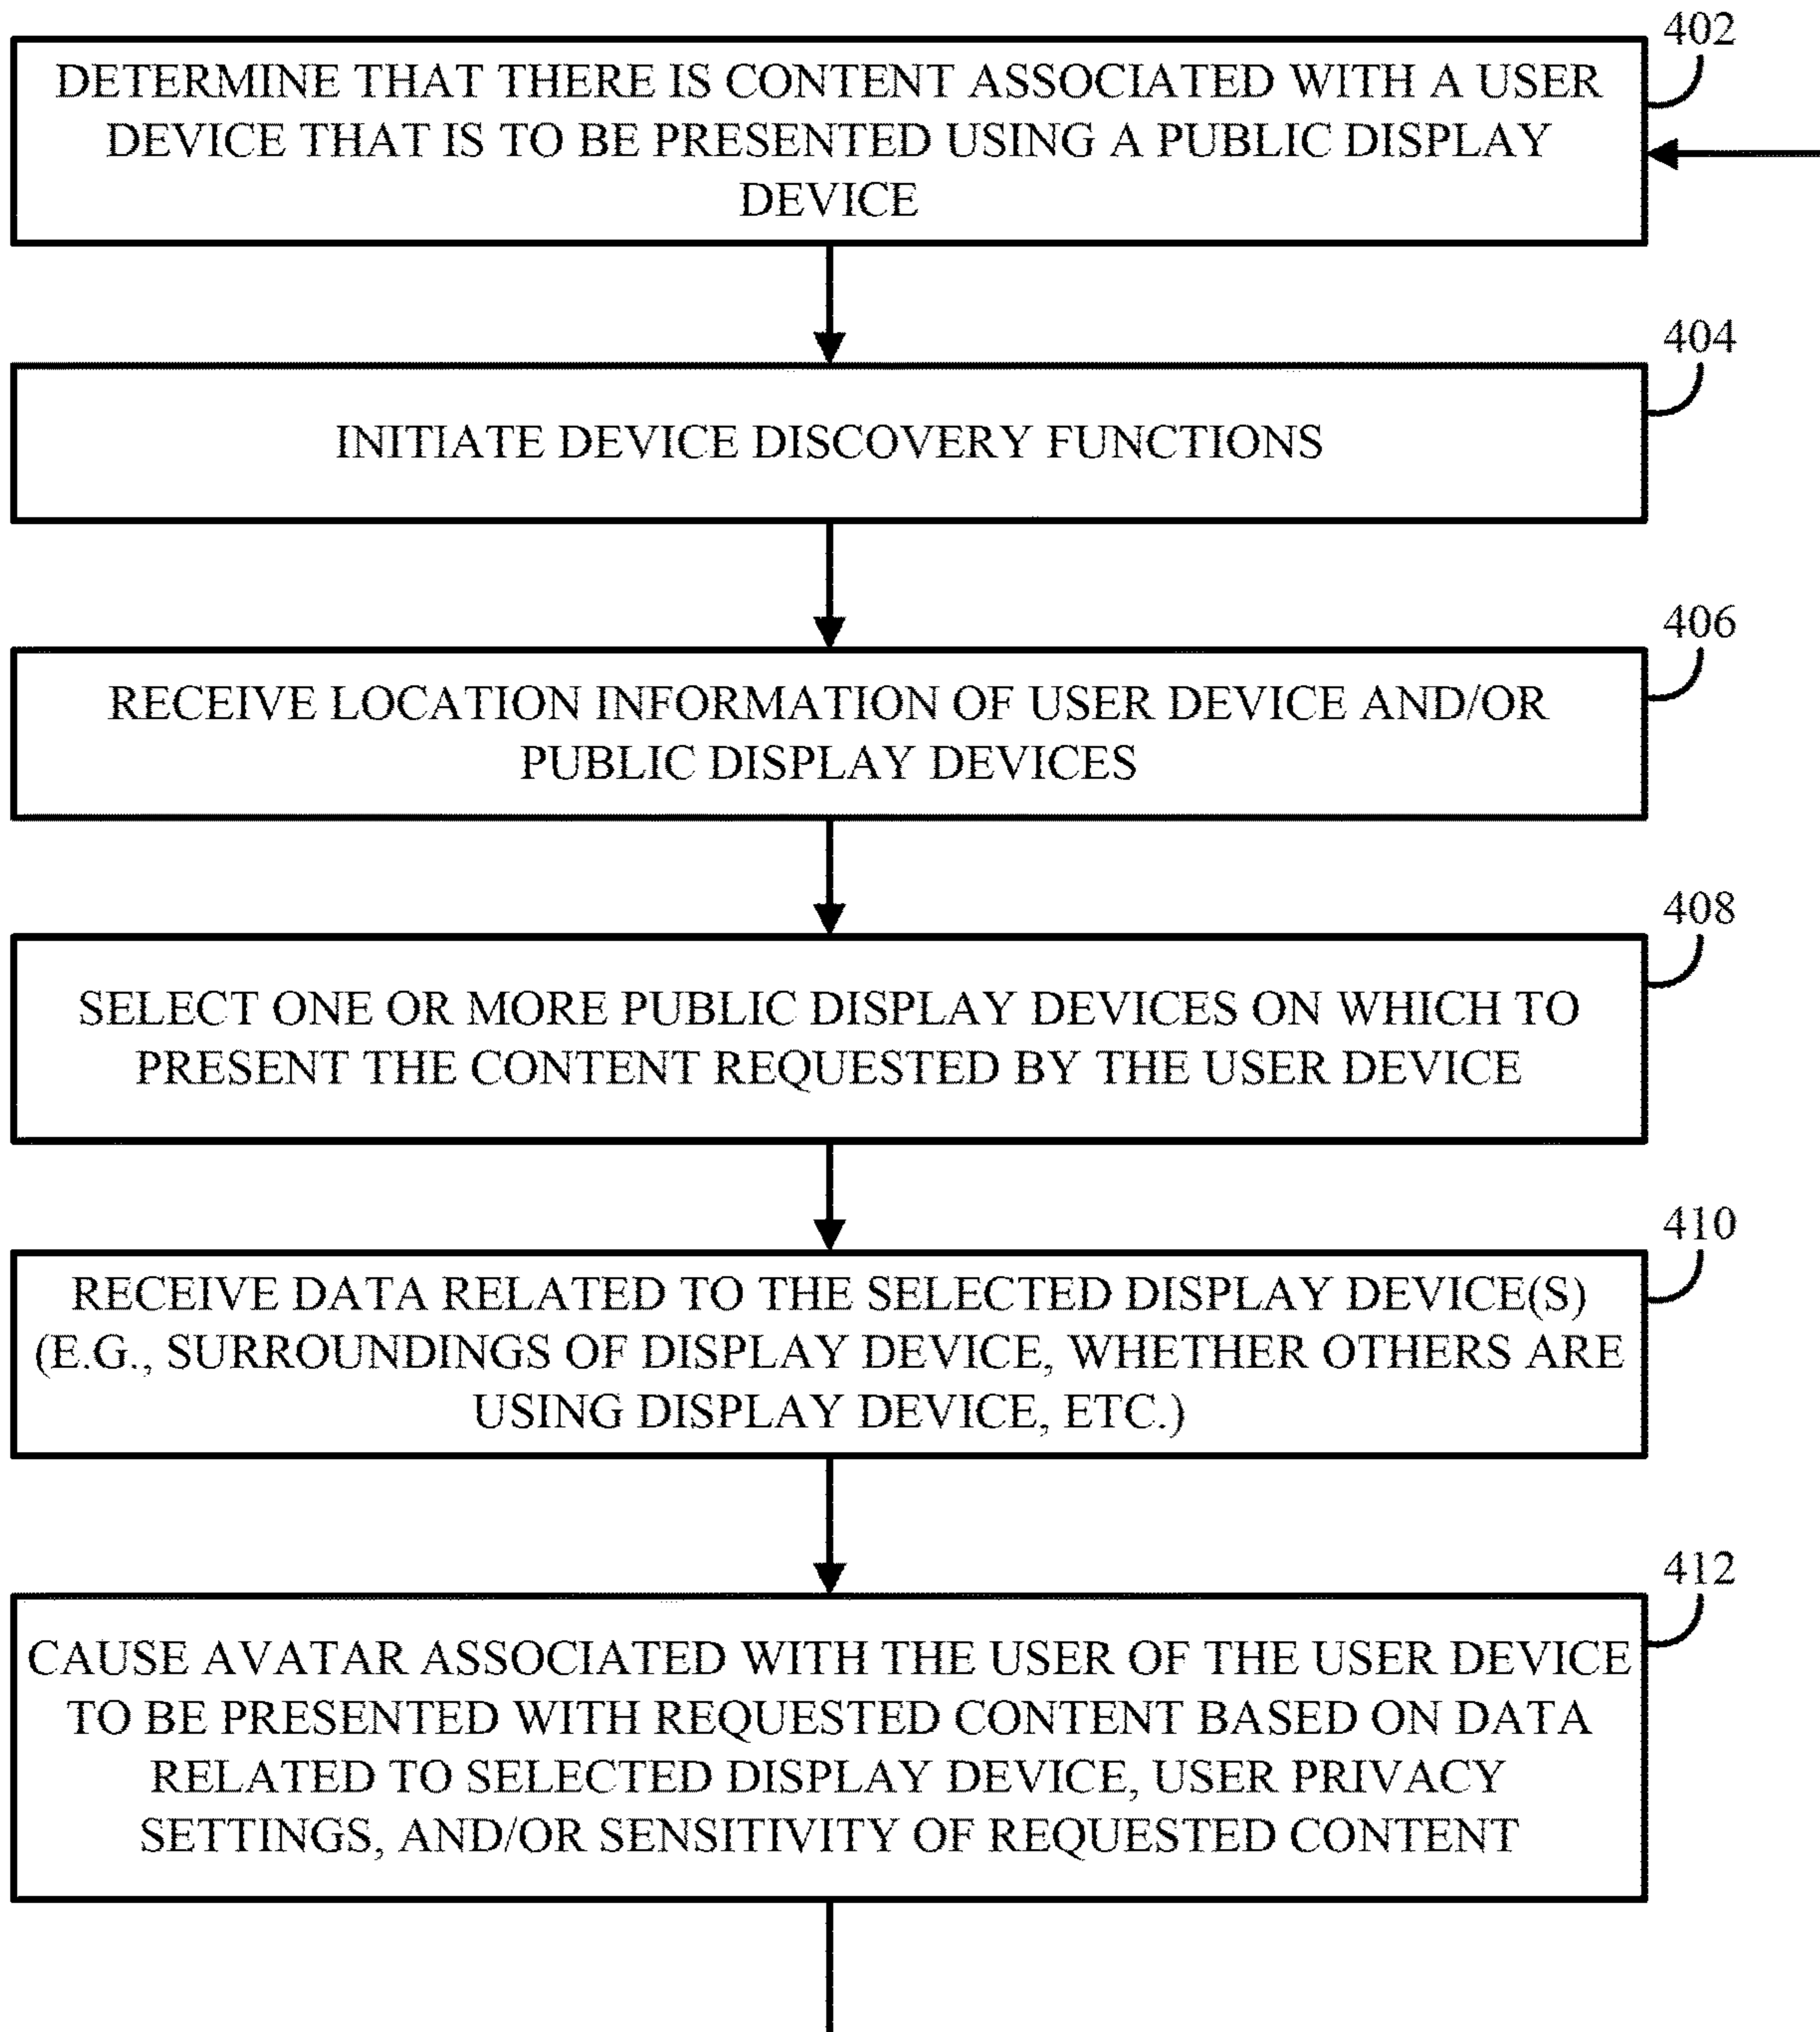 402
DETERMINE THAT THERE IS CONTENT ASSOCIATED WITH A USER
DEVICE THAT IS TO BE PRESENTED USING A PUBLIC DISPLAY
DEVICE
404
INITIATE DEVICE DISCOVERY FUNCTIONS
406
RECEIVE LOCATION INFORMATION OF USER DEVICE AND/OR
PUBLIC DISPLAY DEVICES
408
SELECT ONE OR MORE PUBLIC DISPLAY DEVICES ON WHICH TO
PRESENT THE CONTENT REQUESTED BY THE USER DEVICE
410
RECEIVE DATA RELATED TO THE SELECTED DISPLAY DEVICE(S)
(E.G., SURROUNDINGS OF DISPLAY DEVICE, WHETHER OTHERS ARE
USING DISPLAY DEVICE, ETC.)
412
CAUSE AVATAR ASSOCIATED WITH THE USER OF THE USER DEVICE
TO BE PRESENTED WITH REQUESTED CONTENT BASED ON DATA
RELATED TO SELECTED DISPLAY DEVICE, USER PRIVACY
SETTINGS, AND/OR SENSITIVITY OF REQUESTED CONTENT